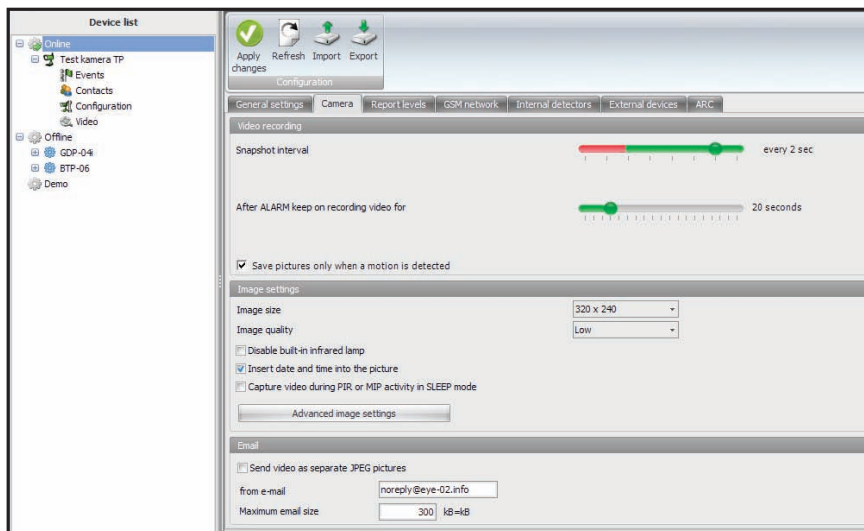 Device list
Online
Test kamera TP
Events
Contacts
Configuration
Video
Offline
GDP-04i
BTP-06
Demo
Apply changes
Refresh
Import
Export
Configuration
General settings
Camera
Report levels
GSM network
Internal detectors
External devices
ARC
Video recording
Snapshot interval
every 2 sec
After ALARM keep on recording video for
20 seconds
Save pictures only when a motion is detected
Image settings
Image size
320 x 240
Image quality
Low
Disable built-in infrared lamp
Insert date and time into the picture
Capture video during PIR or MIP activity in SLEEP mode
Advanced image settings
Email
Send video as separate JPEG pictures
from e-mail
noreply@eye-02.info
Maximum email size
300
kB=kB